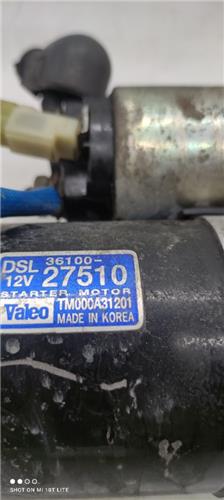 DSL 36100-
12V 27510
STARTER MOTOR
Valeo TM000A31201
MADE IN KOREA
SHOT ON MI 10T LITE